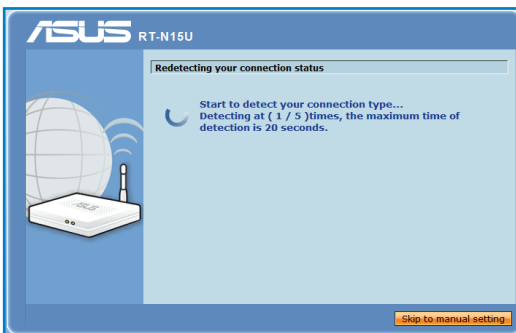 ASUS RT-N15U
Redetecting your connection status
Start to detect your connection type...
Detecting at ( 1 / 5 )times, the maximum time of
detection is 20 seconds.
ASUS
Skip to manual setting